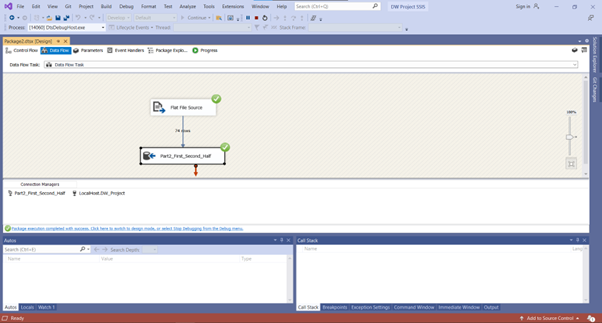 File Edit View Git Project Build Debug Format Test Analyze Tools Extensions Window Help Search (Ctrl+Q) DW Project SSIS
Continue
Process: [14060] DtsDebugHost.exe Lifecycle Events Thread: Stack Frame:
Package2.dtsx [Design]
Control Flow Data Flow Parameters Event Handlers Package Explo... Progress
Data Flow Task: Data Flow Task
Flat File Source
74 rows
Part2_First_Second_Half
100%
Solution Explorer
Git Changes
Connection Managers
Part2_First_Second_Half LocalHost.DW_Project
Package execution completed with success. Click here to switch to design mode, or select Stop Debugging from the Debug menu.
Autos
Search (Ctrl+E) Search Depth:
Name Value Type
Autos Locals Watch 1
Call Stack
Name
Call Stack Breakpoints Exception Settings Command Window Immediate Window Output
Ready Add to Source Control